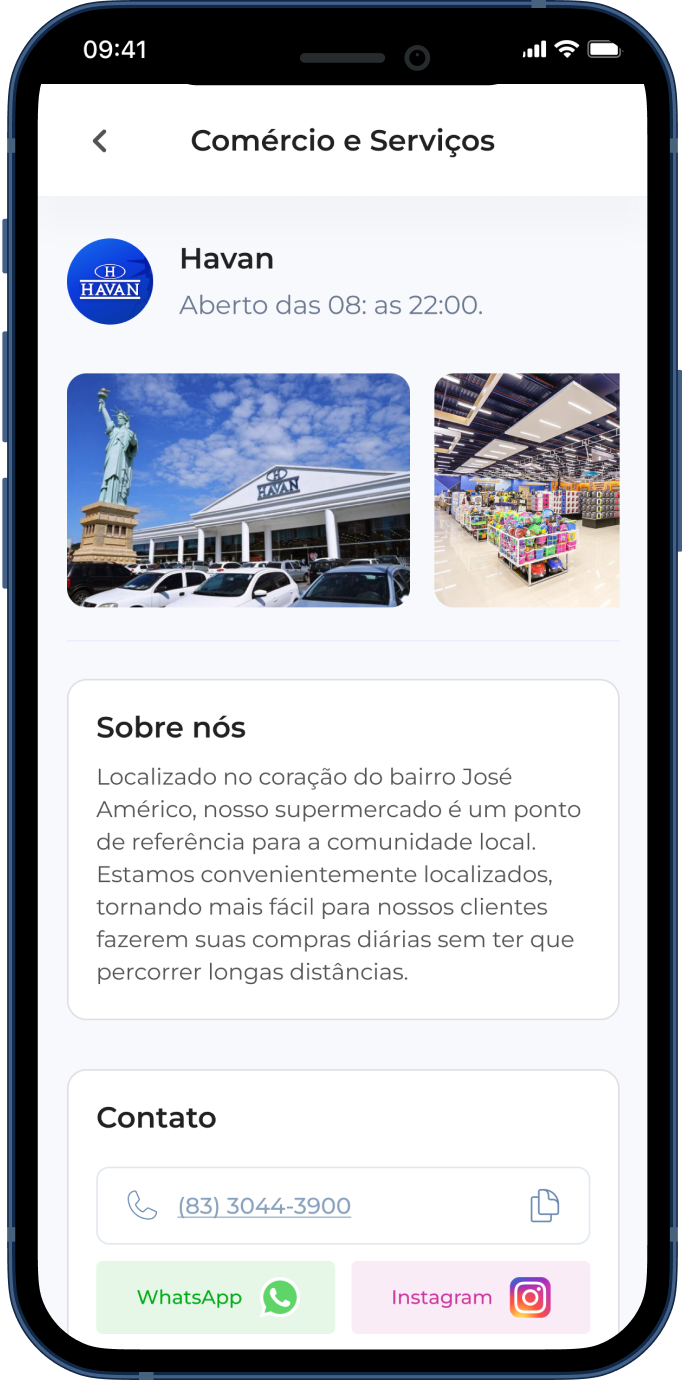 09:41
Comércio e Serviços
H
HAVAN
Havan
Aberto das 08: as 22:00.
H
HAVAN
Sobre nós
Localizado no coração do bairro José
Américo, nosso supermercado é um ponto
de referência para a comunidade local.
Estamos convenientemente localizados,
tornando mais fácil para nossos clientes
fazerem suas compras diárias sem ter que
percorrer longas distâncias.
Contato
(83) 3044-3900
WhatsApp
Instagram